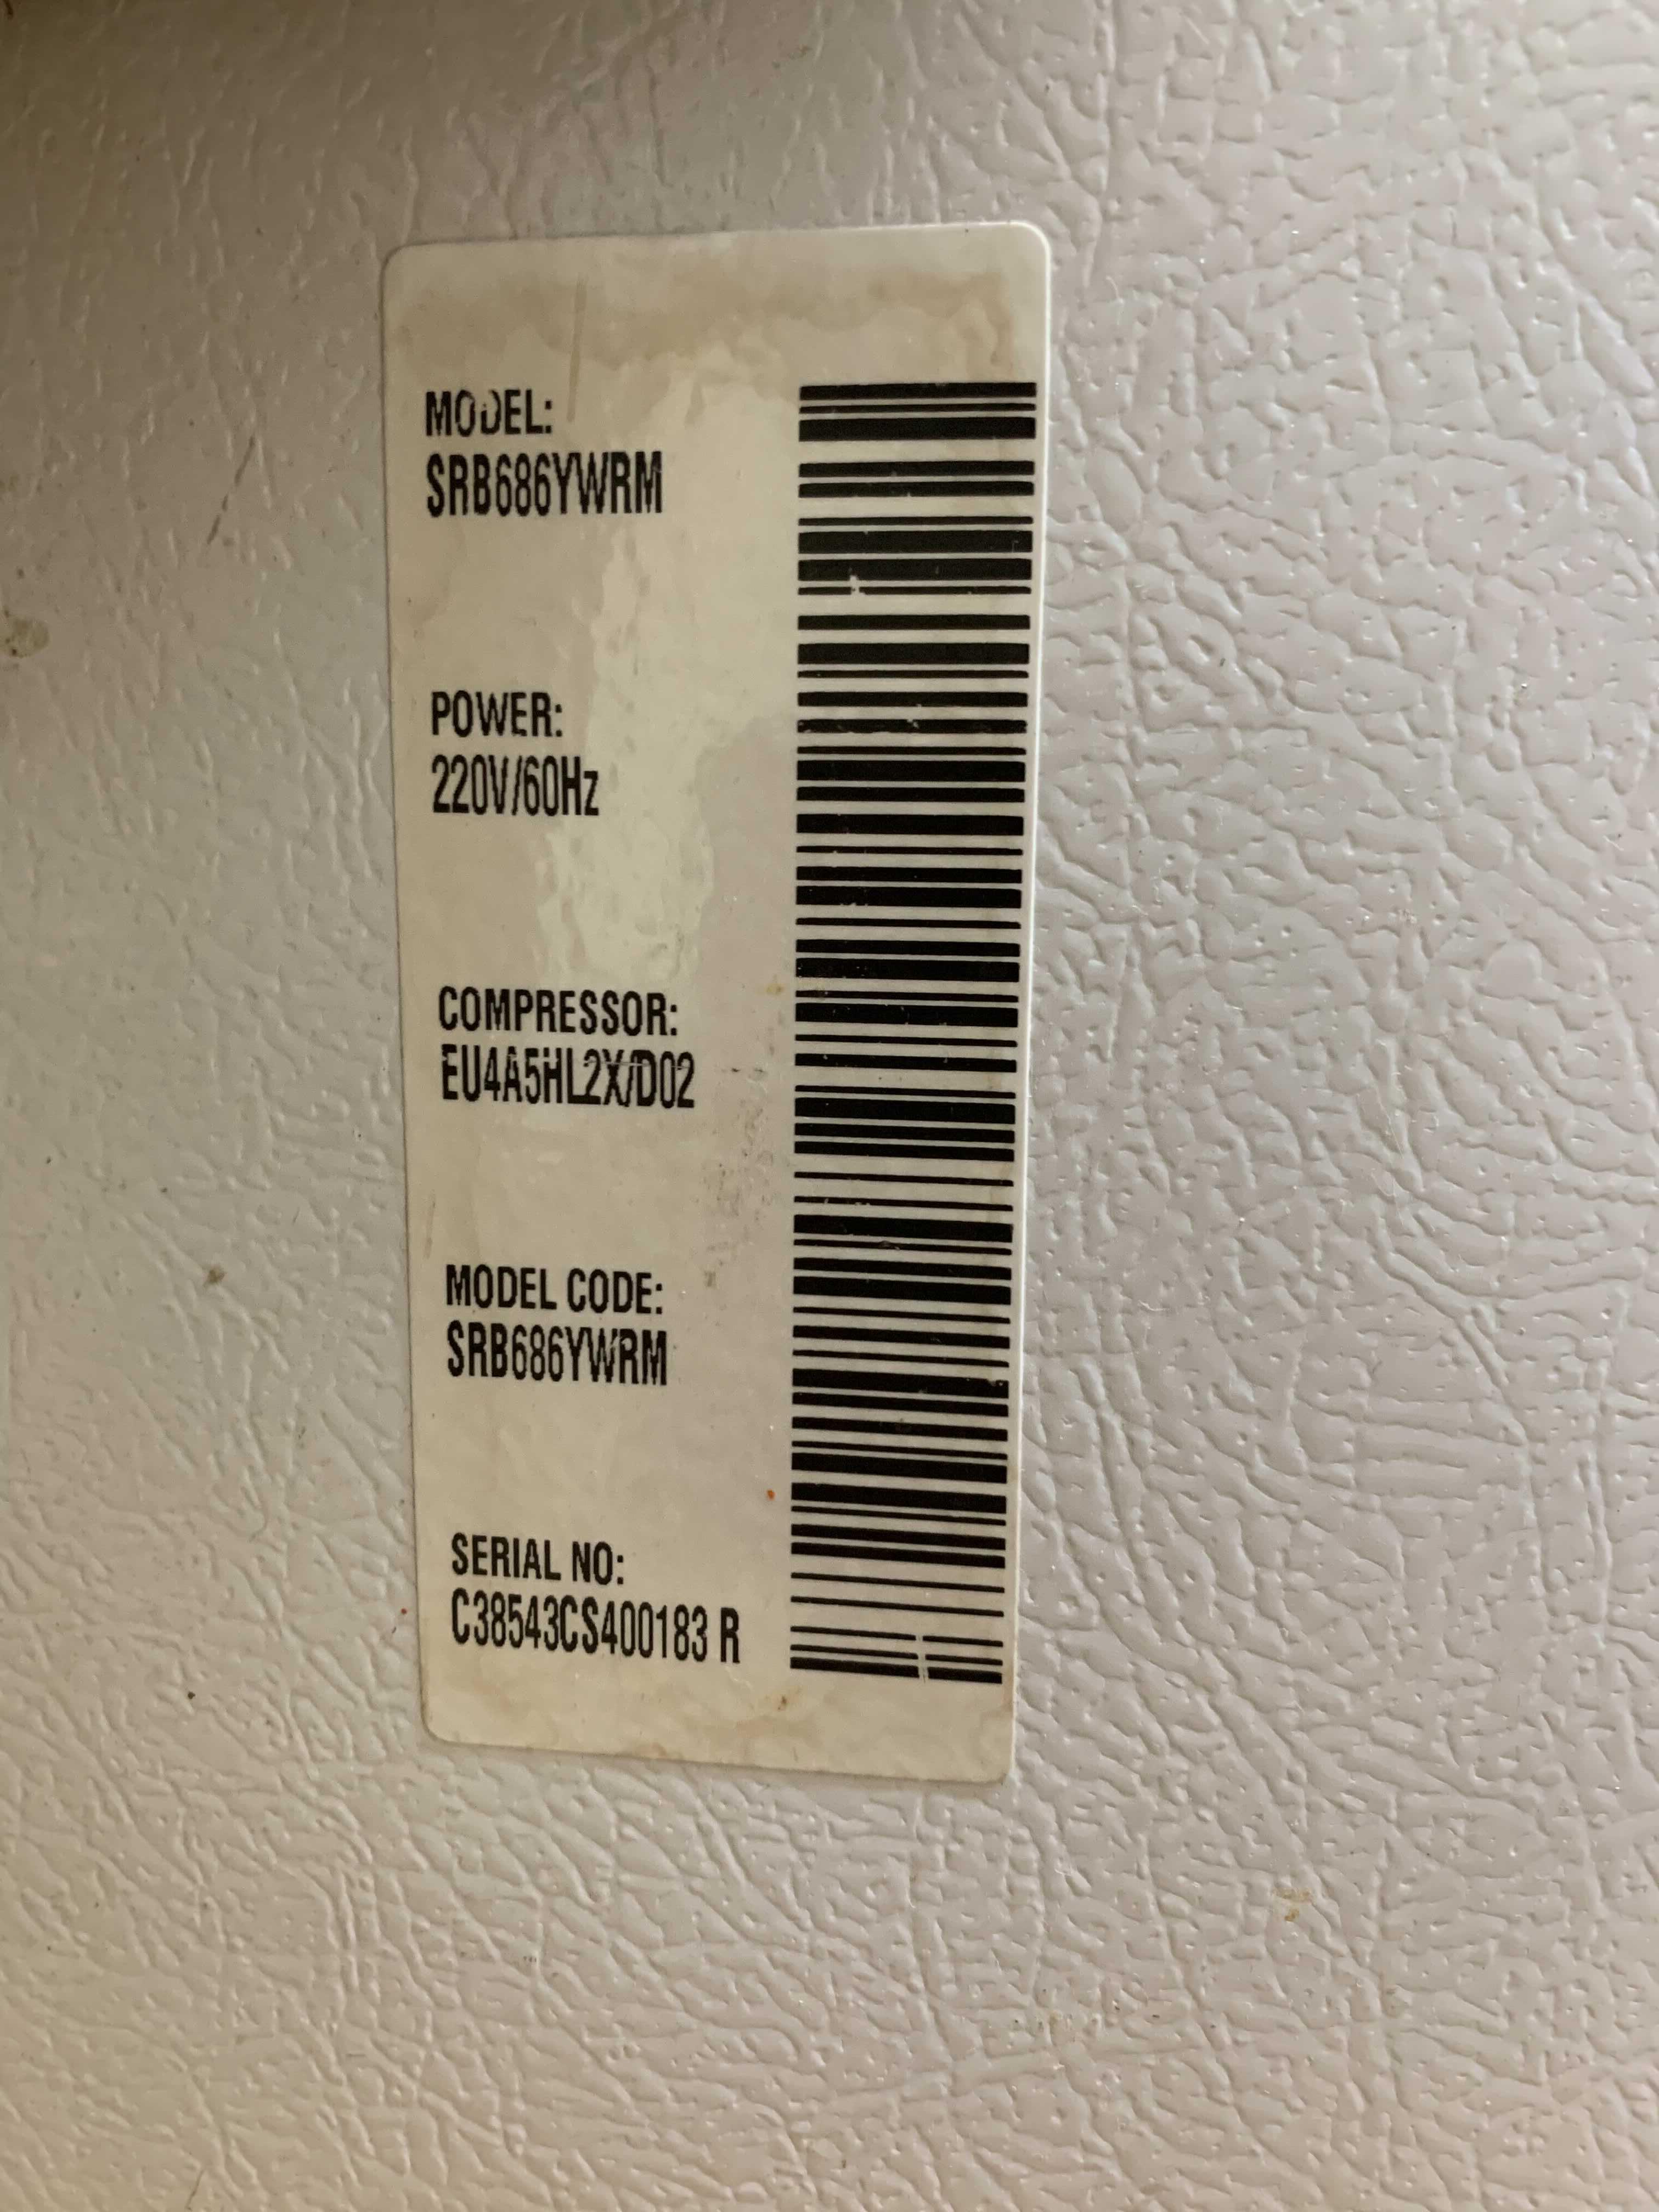 MODEL:
SRB686YWRM
POWER:
220V/60Hz
COMPRESSOR:
EU4A5HL2X/D02
MODEL CODE:
SRB686YWRM
SERIAL NO:
C38543CS400183 R